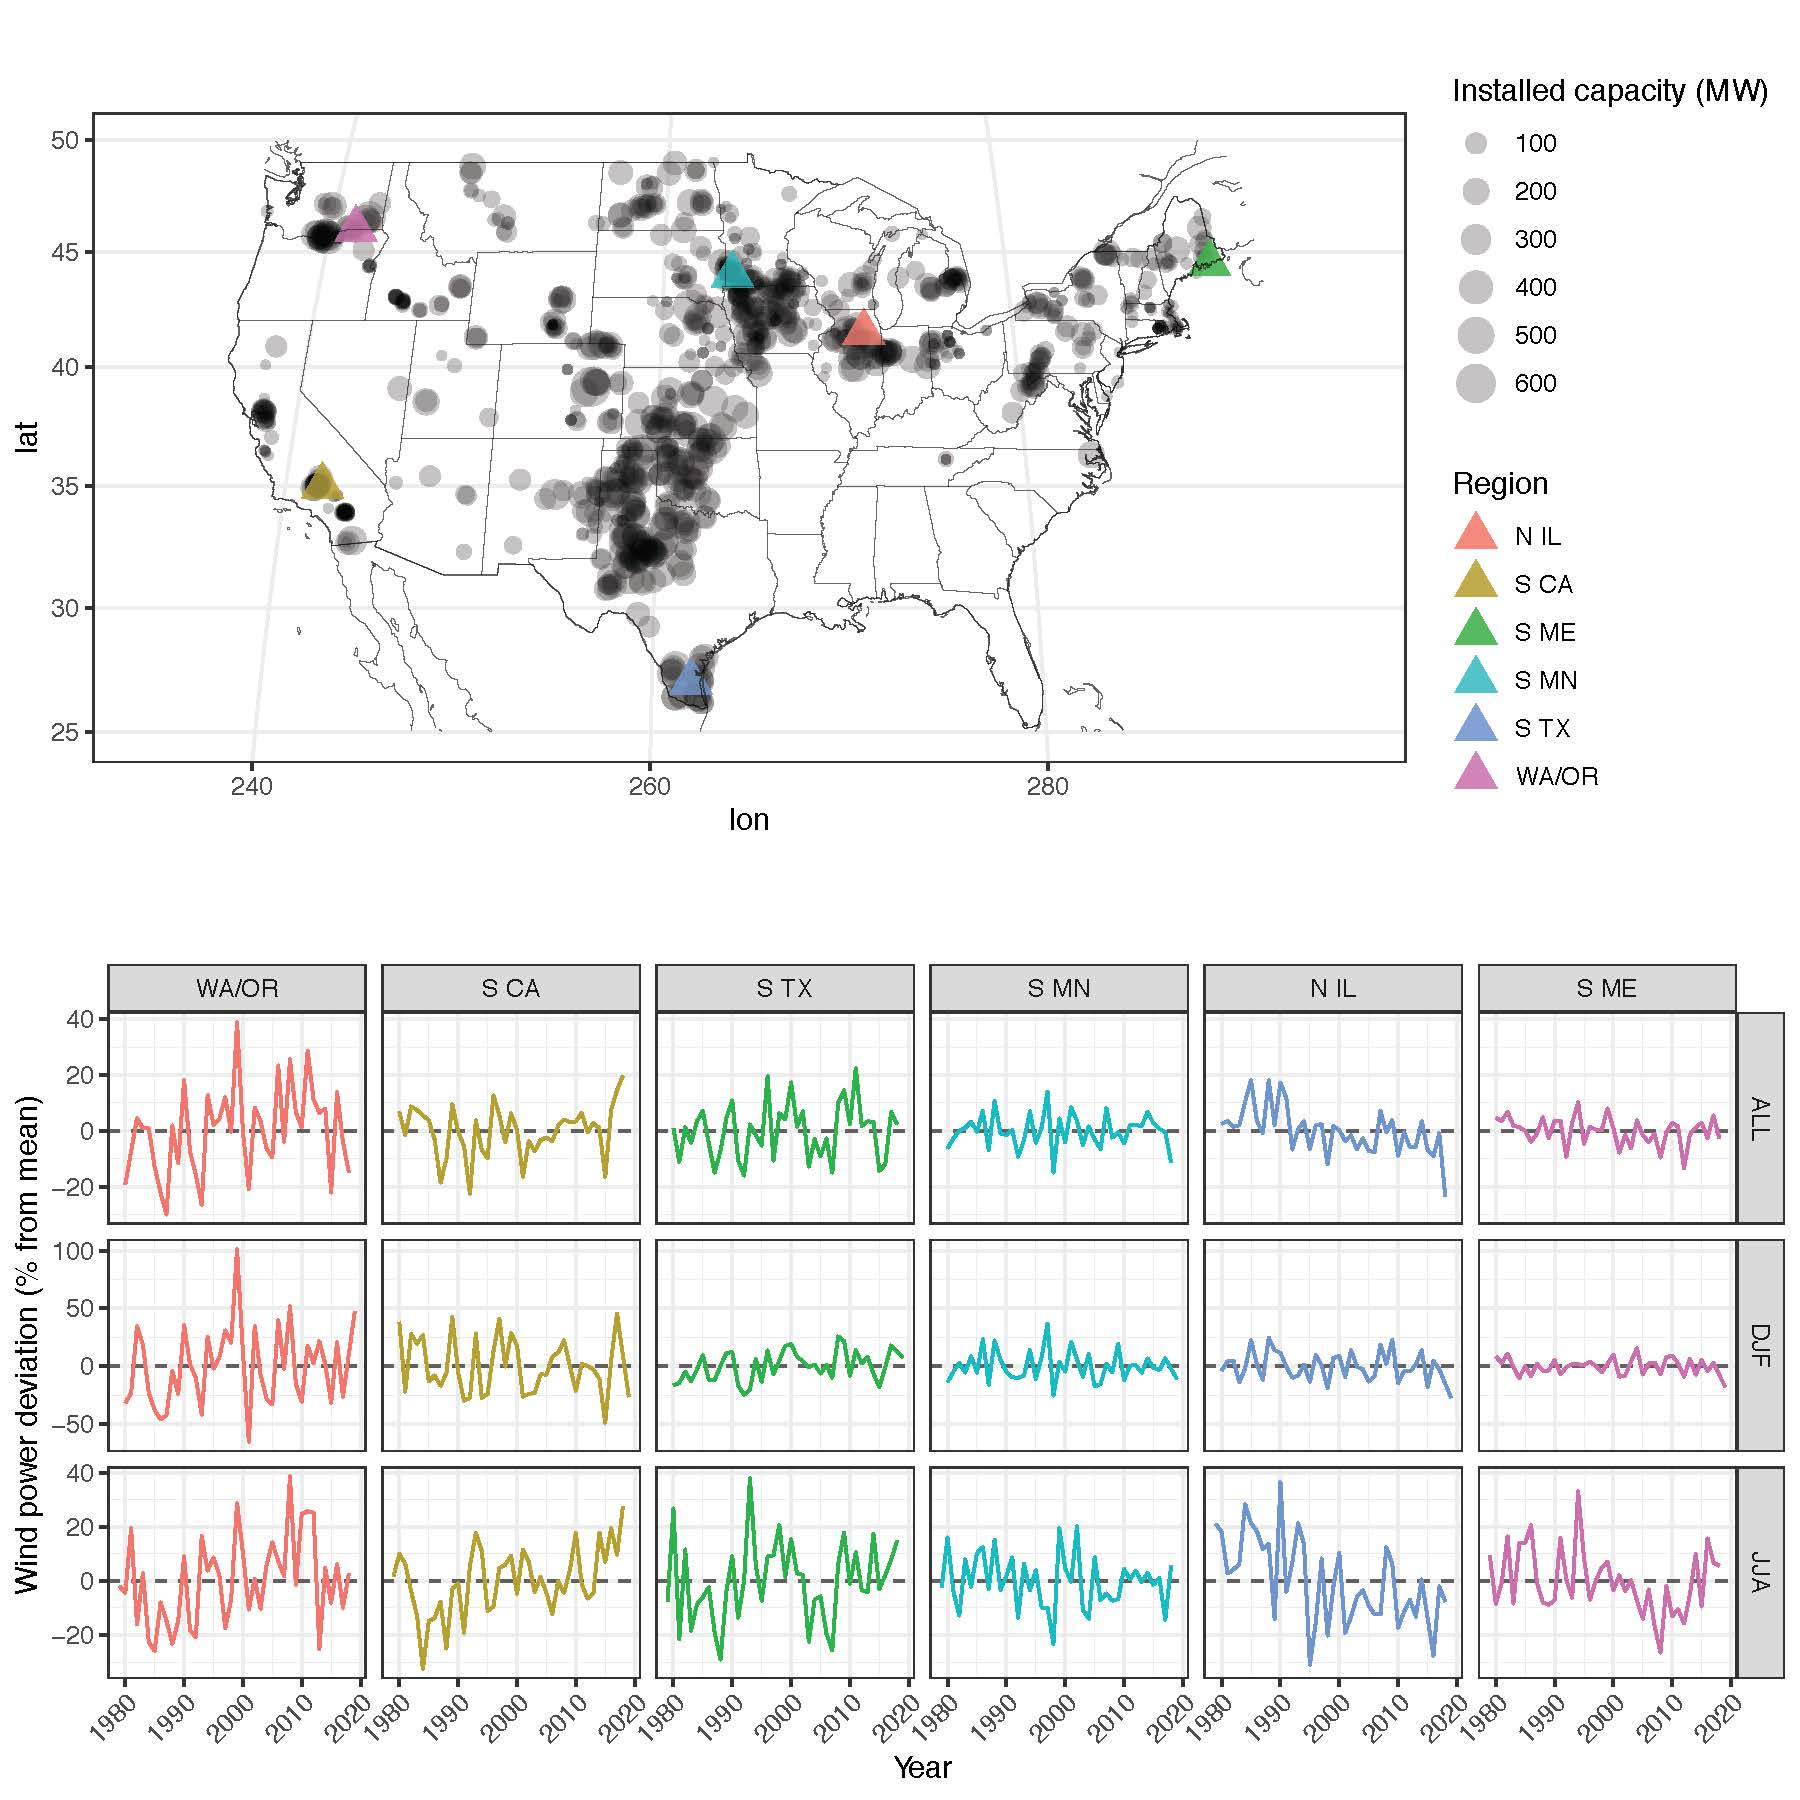 Installed capacity (MW)
100
200
300
400
500
600
Region
N IL
S CA
S ME
S MN
S TX
WA/OR
50
45
40
35
30
25
lat
240 260 280
lon
WA/OR S CA S TX S MN N IL S ME
40
20
0
−20
ALL
100
50
0
−50
DJF
40
20
0
−20
JJA
Wind power deviation (% from mean)
1980 1990 2000 2010 2020 1980 1990 2000 2010 2020 1980 1990 2000 2010 2020 1980 1990 2000 2010 2020 1980 1990 2000 2010 2020 1980 1990 2000 2010 2020
Year